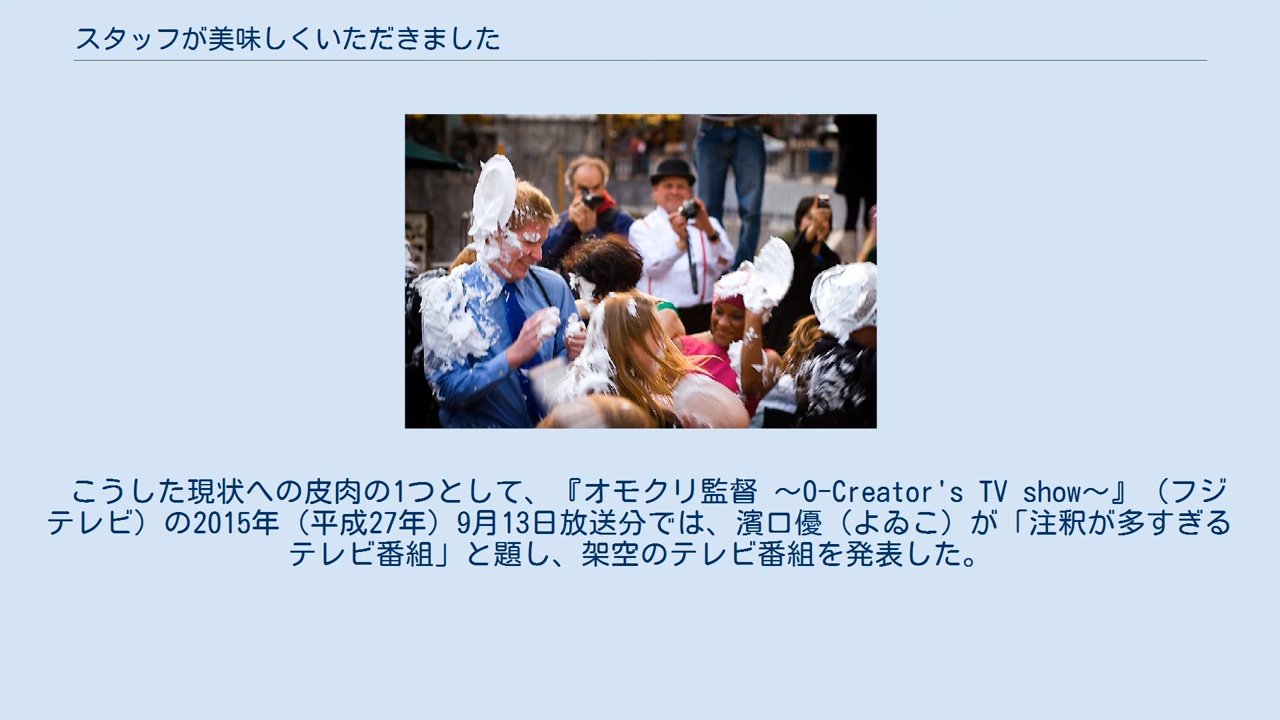 スタッフが美味しくいただきました
こうした現状への皮肉の1つとして、『オモクリ監督 〜O-Creator's TV show〜』（フジ
テレビ）の2015年（平成27年）9月13日放送分では、濱口優（よゐこ）が「注釈が多すぎる
テレビ番組」と題し、架空のテレビ番組を発表した。